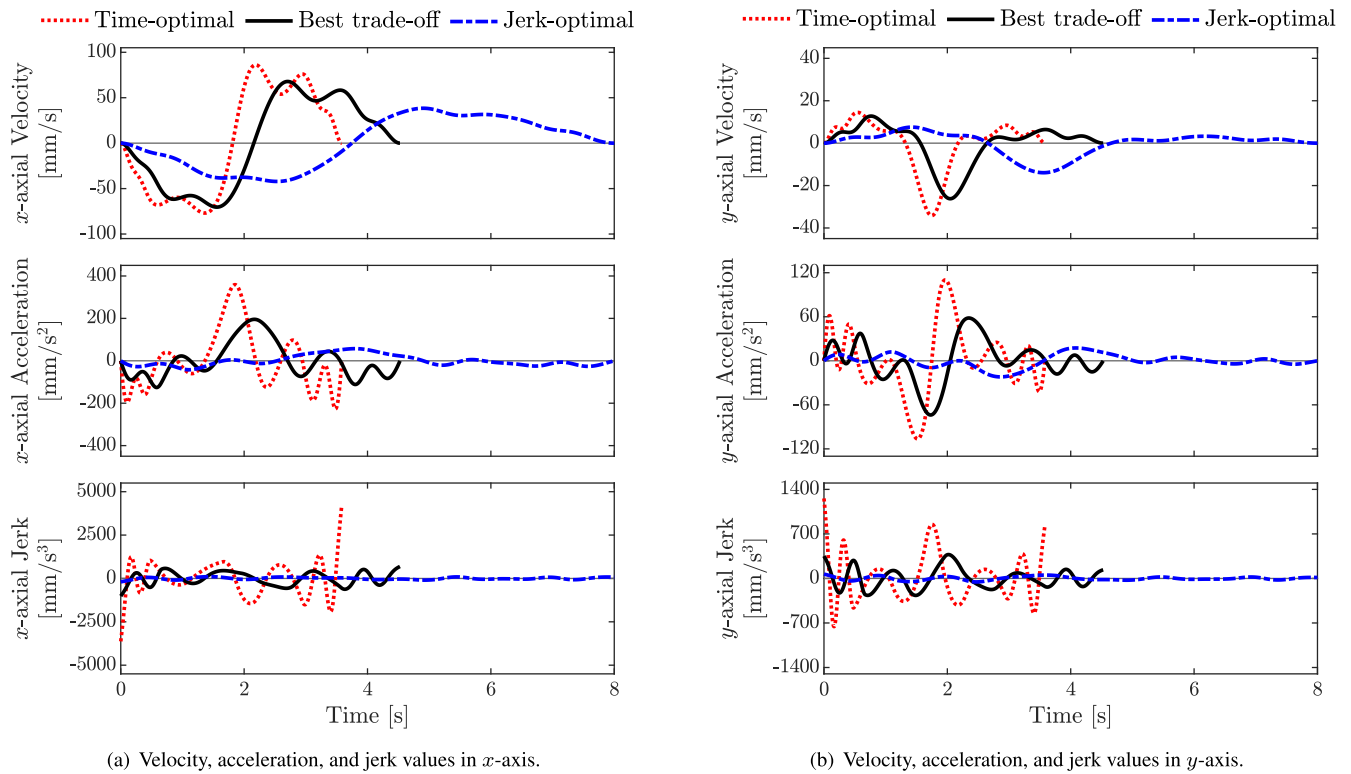 Time-optimal Best trade-off Jerk-optimal
x-axial Velocity
[mm/s]
100
50
0
-50
-100
x-axial Acceleration
[mm/s²]
400
200
0
-200
-400
x-axial Jerk
[mm/s³]
5000
2500
0
-2500
-5000
0 2 4 6 8
Time [s]
(a) Velocity, acceleration, and jerk values in x-axis.
Time-optimal Best trade-off Jerk-optimal
y-axial Velocity
[mm/s]
40
20
0
-20
-40
y-axial Acceleration
[mm/s²]
120
60
0
-60
-120
y-axial Jerk
[mm/s³]
1400
700
0
-700
-1400
0 2 4 6 8
Time [s]
(b) Velocity, acceleration, and jerk values in y-axis.